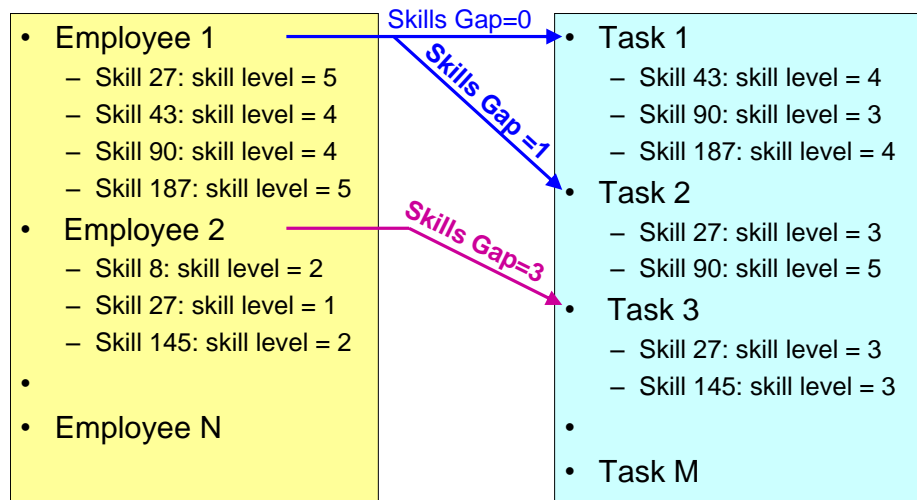 • Employee 1
– Skill 27: skill level = 5
– Skill 43: skill level = 4
– Skill 90: skill level = 4
– Skill 187: skill level = 5
• Employee 2
– Skill 8: skill level = 2
– Skill 27: skill level = 1
– Skill 145: skill level = 2
•
• Employee N
Skills Gap=0
Skills Gap =1
Skills Gap=3
• Task 1
– Skill 43: skill level = 4
– Skill 90: skill level = 3
– Skill 187: skill level = 4
• Task 2
– Skill 27: skill level = 3
– Skill 90: skill level = 5
• Task 3
– Skill 27: skill level = 3
– Skill 145: skill level = 3
•
• Task M